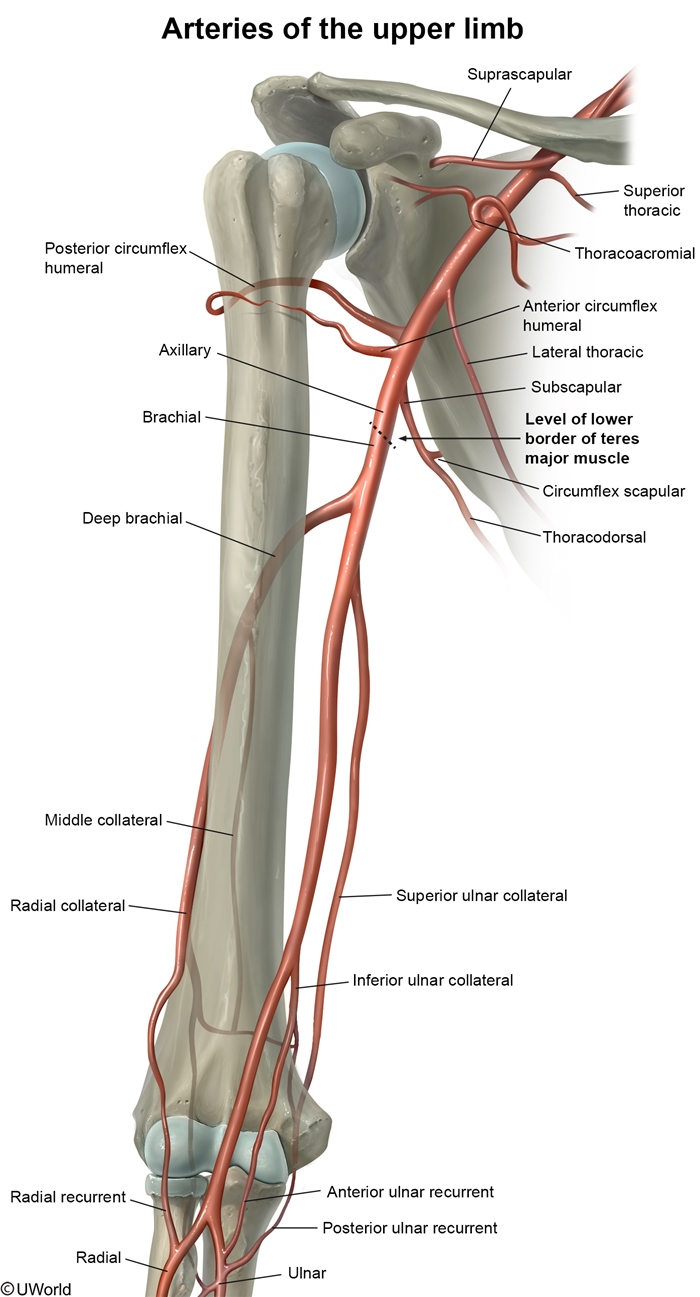 Arteries of the upper limb
Suprascapular
Superior
thoracic
Thoracoacromial
Posterior circumflex
humeral
Anterior circumflex
humeral
Axillary
Lateral thoracic
Subscapular
Brachial
Level of lower
border of teres
major muscle
Circumflex scapular
Deep brachial
Thoracodorsal
Middle collateral
Radial collateral
Superior ulnar collateral
Inferior ulnar collateral
Radial recurrent
Anterior ulnar recurrent
Posterior ulnar recurrent
Radial
Ulnar
©UWorld